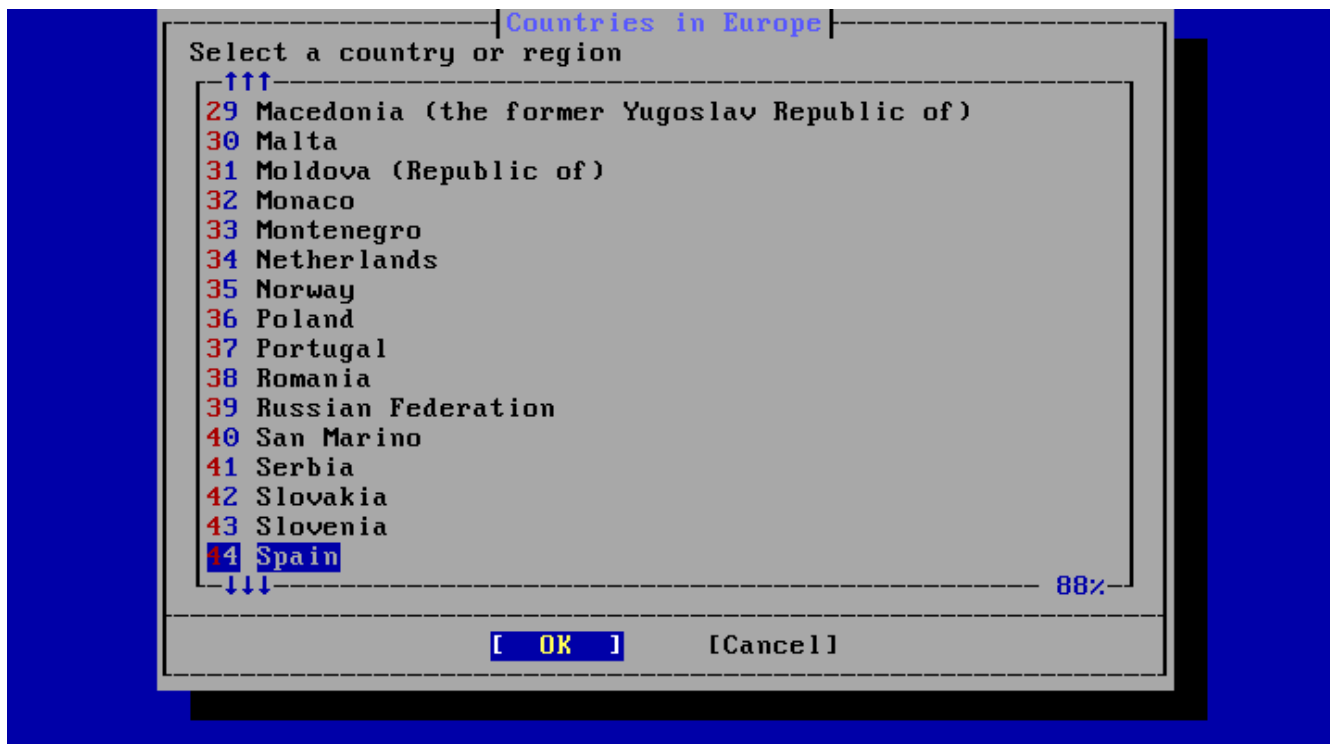 Countries in Europe
Select a country or region
↑↑↑
29 Macedonia (the former Yugoslav Republic of)
30 Malta
31 Moldova (Republic of)
32 Monaco
33 Montenegro
34 Netherlands
35 Norway
36 Poland
37 Portugal
38 Romania
39 Russian Federation
40 San Marino
41 Serbia
42 Slovakia
43 Slovenia
44 Spain
↓↓↓ 88%
[ OK ] [Cancel]